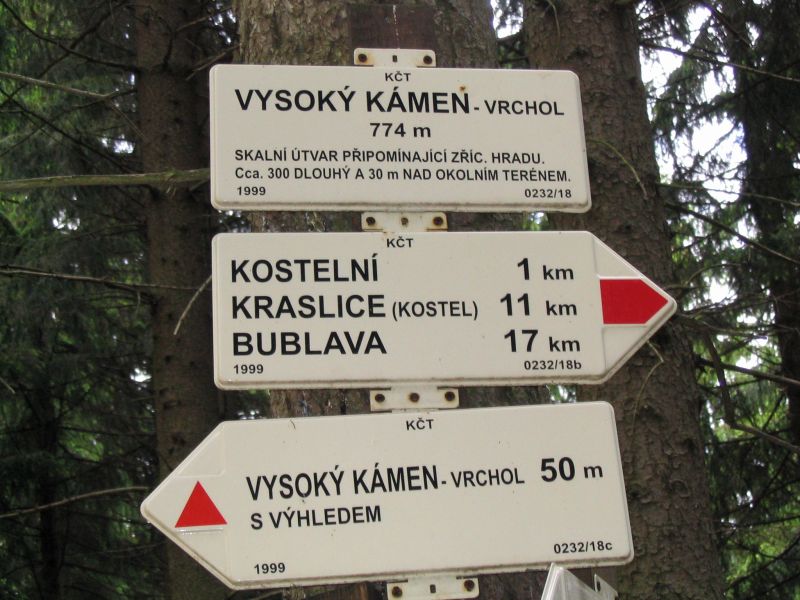 KČT
VYSOKÝ KÁMEN - VRCHOL
774 m
SKALNÍ ÚTVAR PŘIPOMÍNAJÍCÍ ZŘÍC. HRADU.
Cca. 300 DLOUHÝ A 30 m NAD OKOLNÍM TERÉNEM.
1999 0232/18
KČT
KOSTELNÍ 1 km
KRASLICE (KOSTEL) 11 km
BUBLAVA 17 km
1999 0232/18b
KČT
VYSOKÝ KÁMEN - VRCHOL 50 m
S VÝHLEDEM
1999 0232/18c